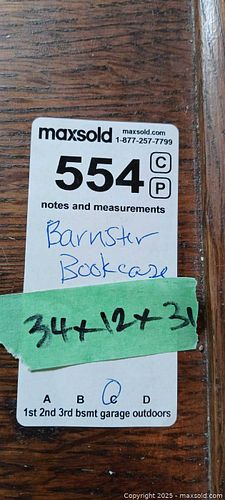 maxsold maxsold.com
1-877-257-7799
554 C
P
notes and measurements
Barnster
Bookcase
34x12x31
A B C D
1st 2nd 3rd bsmt garage outdoors
Copyright 2025 - maxsold.com